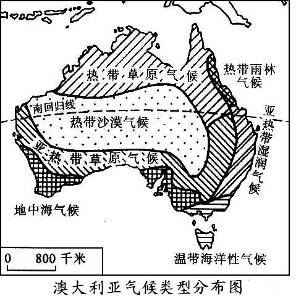 热带草原气候
热带雨林
气候
南回归线
热带沙漠气候
亚热带湿润气候
亚热带草原气候
地中海气候
温带海洋性气候
0 800 千米
澳大利亚气候类型分布图